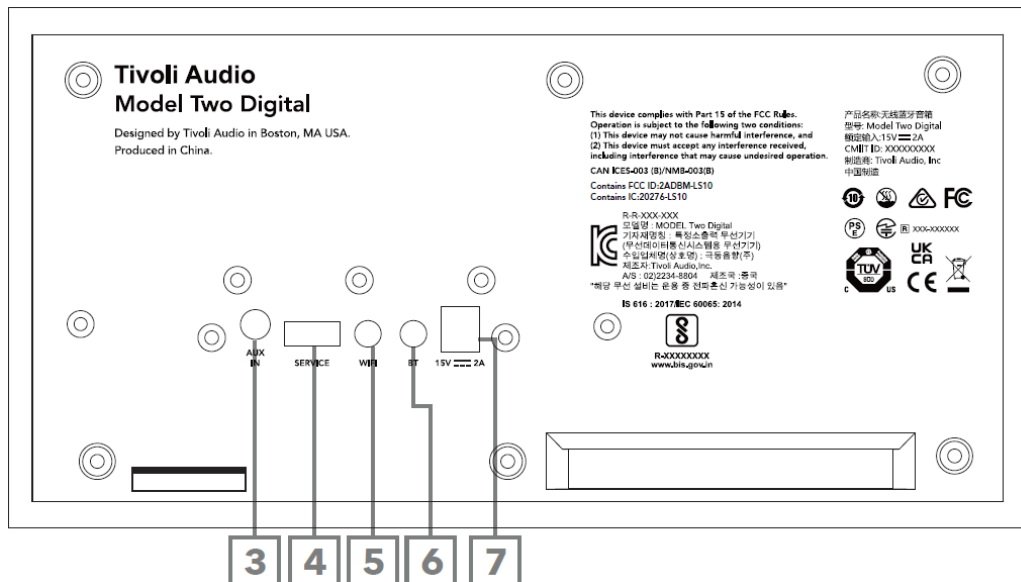 Tivoli Audio
Model Two Digital
Designed by Tivoli Audio in Boston, MA USA.
Produced in China.
This device complies with Part 15 of the FCC Rules.
Operation is subject to the following two conditions:
(1) This device may not cause harmful interference, and
(2) This device must accept any interference received,
including interference that may cause undesired operation.
CAN ICES-003 (B)/NMB-003(B)
Contains FCC ID:2ADBM-LS10
Contains IC:20276-LS10
R-R-XXX-XXX
모델명 : MODEL Two Digital
기자재명칭 : 특정소출력 무선기기
(무선데이터통신시스템용 무선기기)
수입업체명(상호명) : 극동음향(주)
제조자:Tivoli Audio,Inc.
A/S : 02)2234-8804 제조국 :중국
"해당 무선 설비는 운용 중 전파혼신 가능성이 있음"
IS 616 : 2017/IEC 60065: 2014
R-XXXXXXXX
www.bis.gov.in
产品名称:无线蓝牙音箱
型号: Model Two Digital
额定输入:15V 2A
CMIIT ID: XXXXXXXXX
制造商: Tivoli Audio, Inc
中国制造
10
FC
PS E
R XXX-XXXXXX
TUV
C US
UK CA
CE
AUX IN
SERVICE
WIFI
BT
15V 2A
3
4
5
6
7